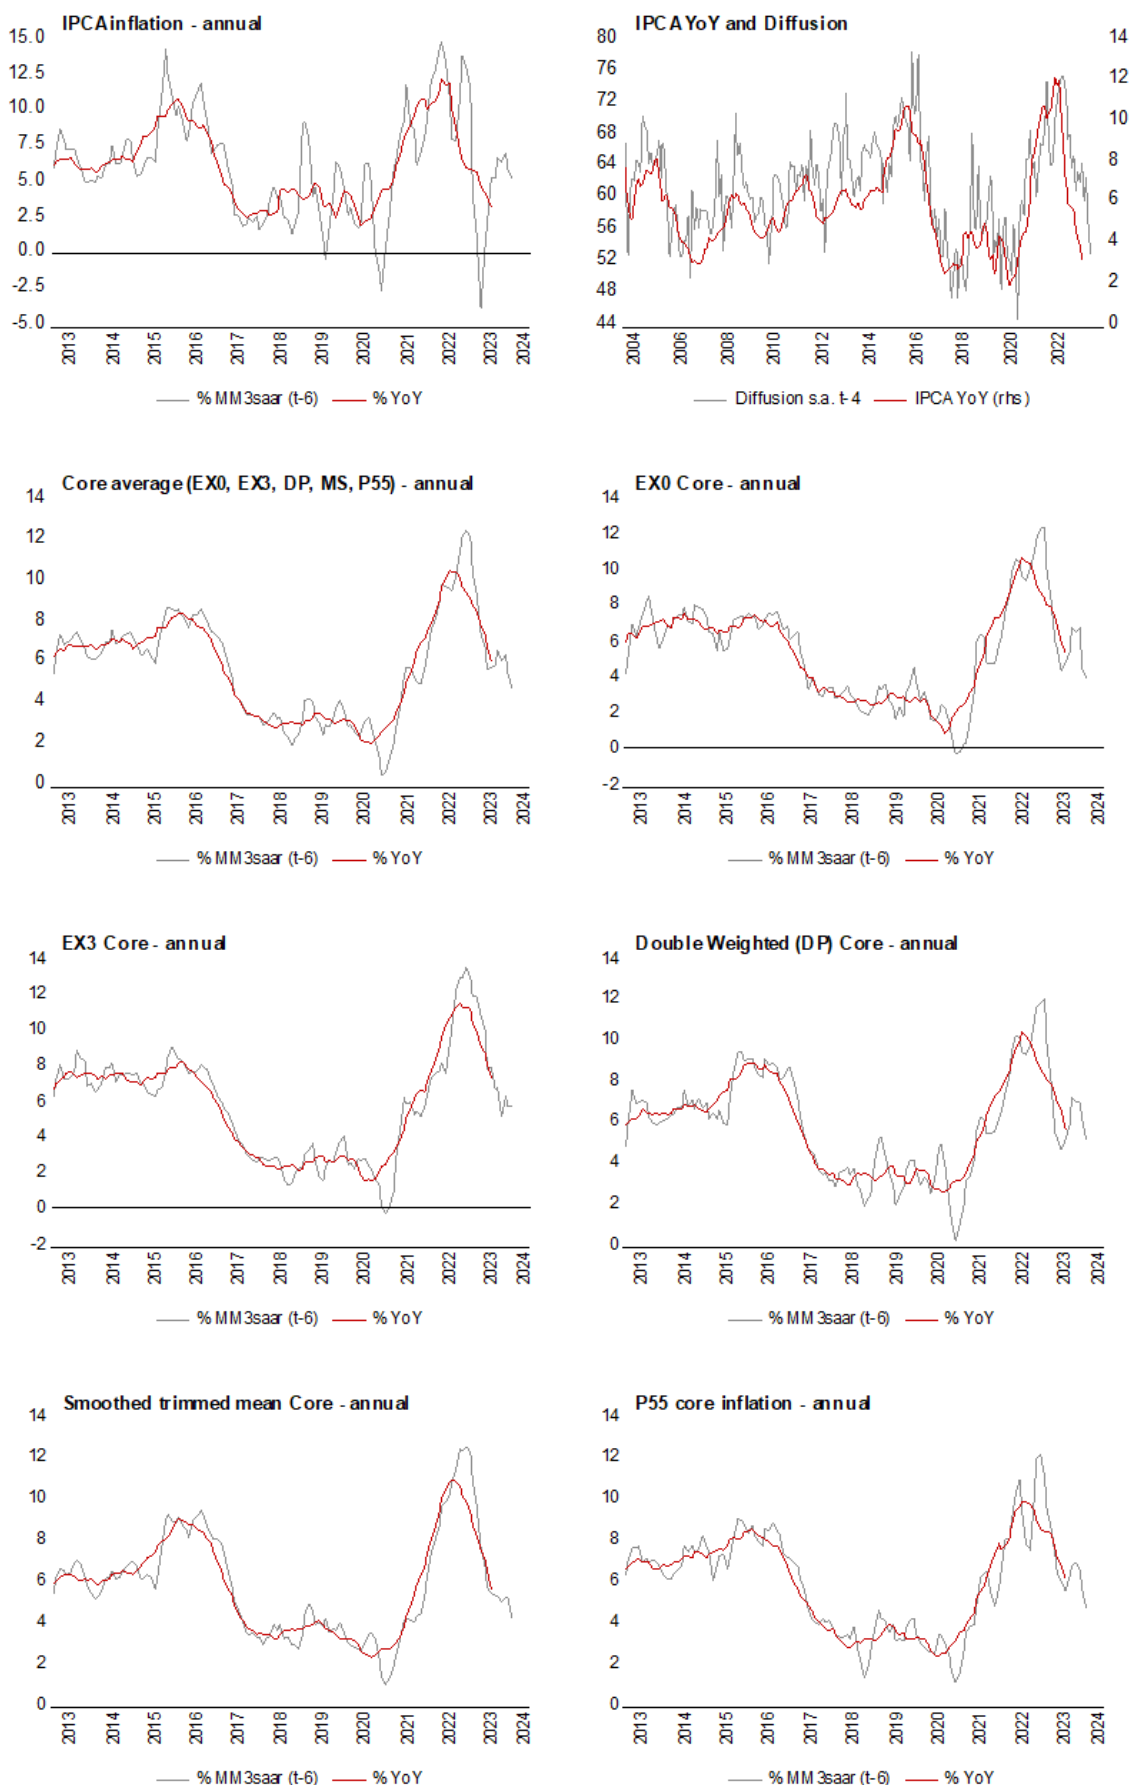 IPCA inflation - annual
15.0
12.5
10.0
7.5
5.0
2.5
0.0
-2.5
-5.0
2013 2014 2015 2016 2017 2018 2019 2020 2021 2022 2023 2024
% MM3saar (t-6) % YoY
IPCA YoY and Diffusion
80 14
76 12
72 10
68 8
64 6
60 4
56 2
52 0
48
44
2004 2006 2008 2010 2012 2014 2016 2018 2020 2022
Diffusion s.a. t-4 IPCA YoY (rhs)
Core average (EX0, EX3, DP, MS, P55) - annual
14
12
10
8
6
4
2
0
2013 2014 2015 2016 2017 2018 2019 2020 2021 2022 2023 2024
% MM3saar (t-6) % YoY
EX0 Core - annual
14
12
10
8
6
4
2
0
-2
2013 2014 2015 2016 2017 2018 2019 2020 2021 2022 2023 2024
% MM3saar (t-6) % YoY
EX3 Core - annual
14
12
10
8
6
4
2
0
-2
2013 2014 2015 2016 2017 2018 2019 2020 2021 2022 2023 2024
% MM3saar (t-6) % YoY
Double Weighted (DP) Core - annual
14
12
10
8
6
4
2
0
2013 2014 2015 2016 2017 2018 2019 2020 2021 2022 2023 2024
% MM3saar (t-6) % YoY
Smoothed trimmed mean Core - annual
14
12
10
8
6
4
2
0
2013 2014 2015 2016 2017 2018 2019 2020 2021 2022 2023 2024
% MM3saar (t-6) % YoY
P55 core inflation - annual
14
12
10
8
6
4
2
0
2013 2014 2015 2016 2017 2018 2019 2020 2021 2022 2023 2024
% MM3saar (t-6) % YoY